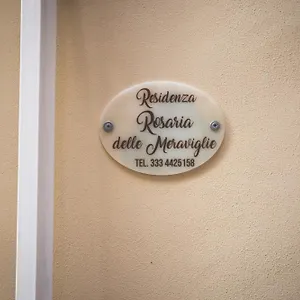 Residenza
Rosaria
delle Meraviglie
TEL. 333 4425158